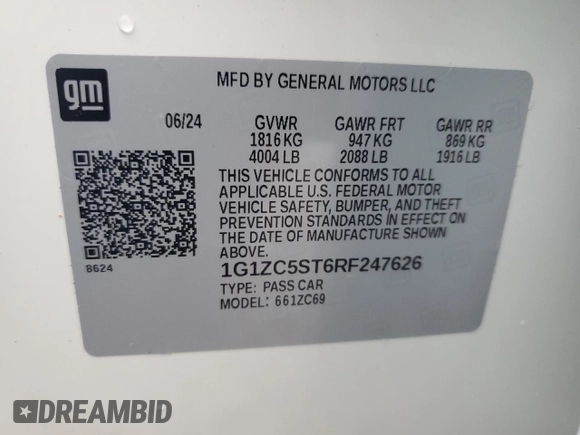 gm
MFD BY GENERAL MOTORS LLC
06/24 GVWR GAWR FRT GAWR RR
1816 KG 947 KG 869 KG
4004 LB 2088 LB 1916 LB
THIS VEHICLE CONFORMS TO ALL
APPLICABLE U.S. FEDERAL MOTOR
VEHICLE SAFETY, BUMPER, AND THEFT
PREVENTION STANDARDS IN EFFECT ON
THE DATE OF MANUFACTURE SHOWN
ABOVE.
8624
1G1ZC5ST6RF247626
TYPE: PASS CAR
MODEL: 661ZC69
DREAMBID